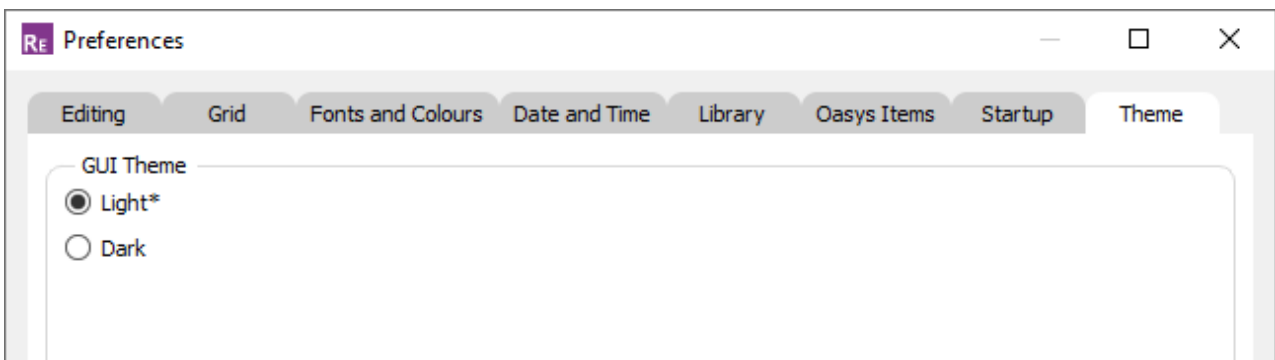 RE Preferences
Editing Grid Fonts and Colours Date and Time Library Oasys Items Startup Theme
GUI Theme
Light*
Dark